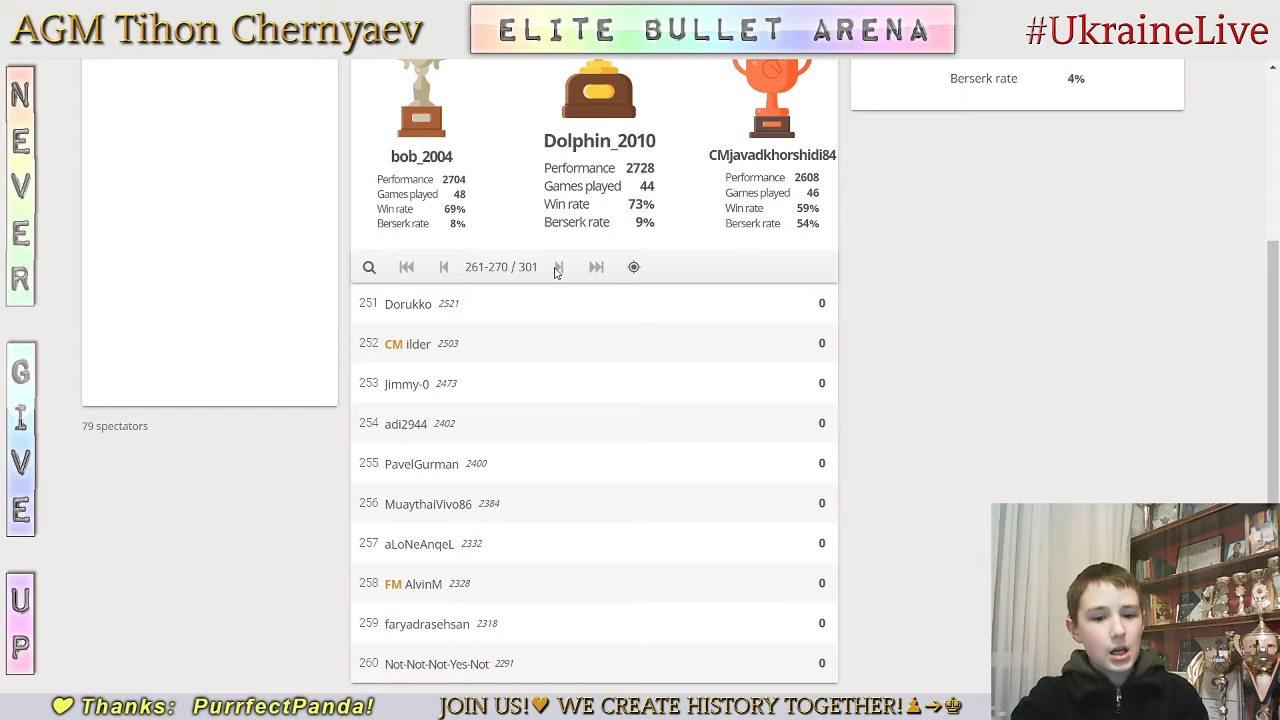 AGM Tihon Chernyaev
ELITE BULLET ARENA
#UkraineLive
NEVER
GIVE
UP
Berserk rate 4%
bob_2004
Performance 2704
Games played 48
Win rate 69%
Berserk rate 8%
Dolphin_2010
Performance 2728
Games played 44
Win rate 73%
Berserk rate 9%
CMjavadkhorshidi84
Performance 2608
Games played 46
Win rate 59%
Berserk rate 54%
261-270 / 301
251 Dorukko 2521 0
252 CM ilder 2503 0
253 Jimmy-0 2473 0
254 adi2944 2402 0
255 PavelGurman 2400 0
256 MuaythaiVivo86 2384 0
257 aLoNeAnqeL 2332 0
258 FM AlvinM 2328 0
259 faryadrasehsan 2318 0
260 Not-Not-Not-Yes-Not 2291 0
79 spectators
Thanks: PurrfectPanda!
JOIN US!🧡 WE CREATE HISTORY TOGETHER!♟→♚